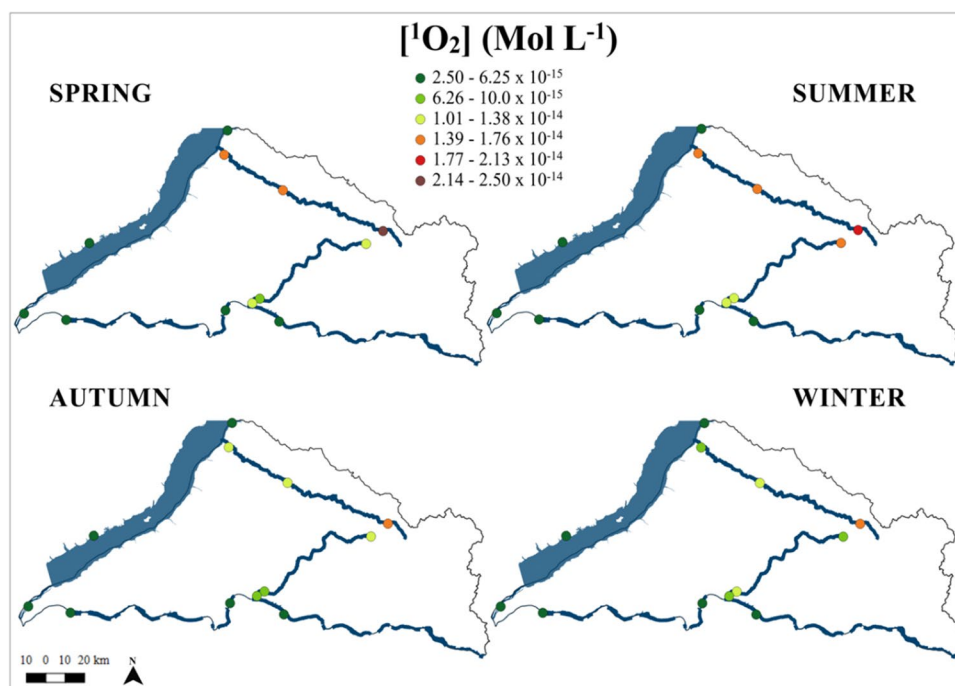 [¹O₂] (Mol L⁻¹)
2.50 - 6.25 x 10⁻¹⁵
6.26 - 10.0 x 10⁻¹⁵
1.01 - 1.38 x 10⁻¹⁴
1.39 - 1.76 x 10⁻¹⁴
1.77 - 2.13 x 10⁻¹⁴
2.14 - 2.50 x 10⁻¹⁴
SPRING
SUMMER
AUTUMN
WINTER
10 0 10 20 km
N